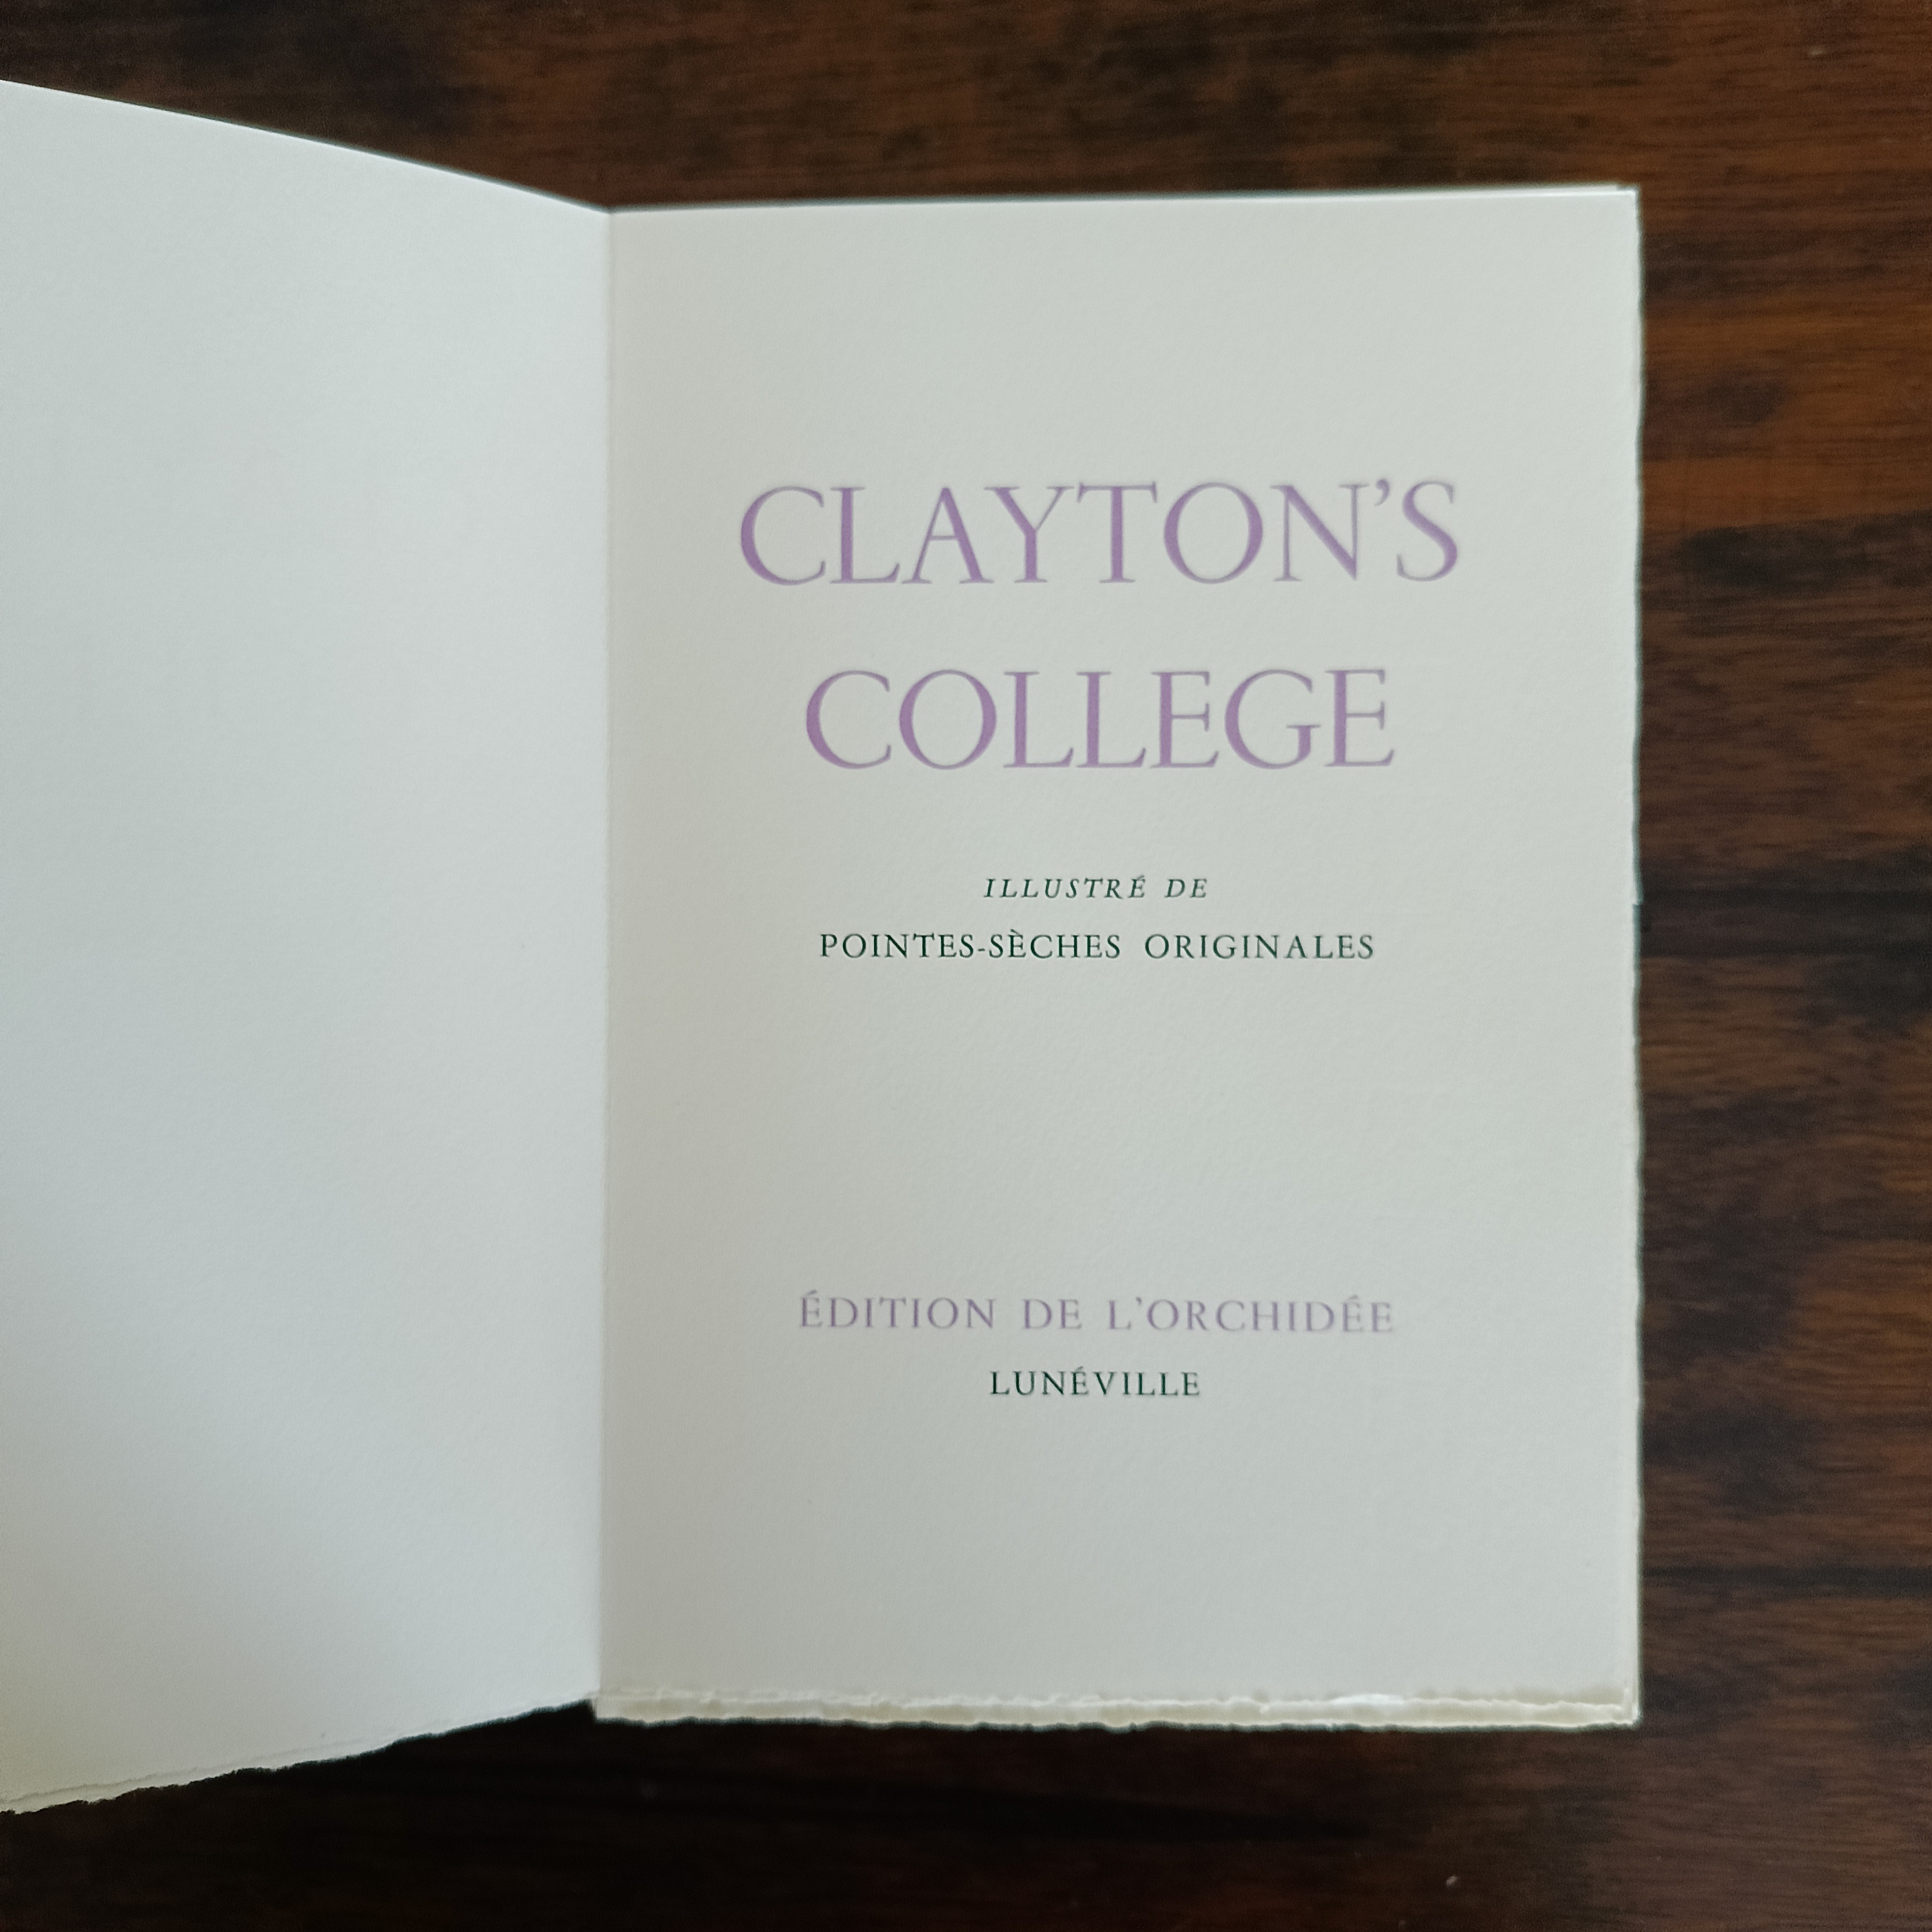 CLAYTON’S
COLLEGE
ILLUSTRÉ DE
POINTES-SÈCHES ORIGINALES
ÉDITION DE L’ORCHIDÉE
LUNÉVILLE